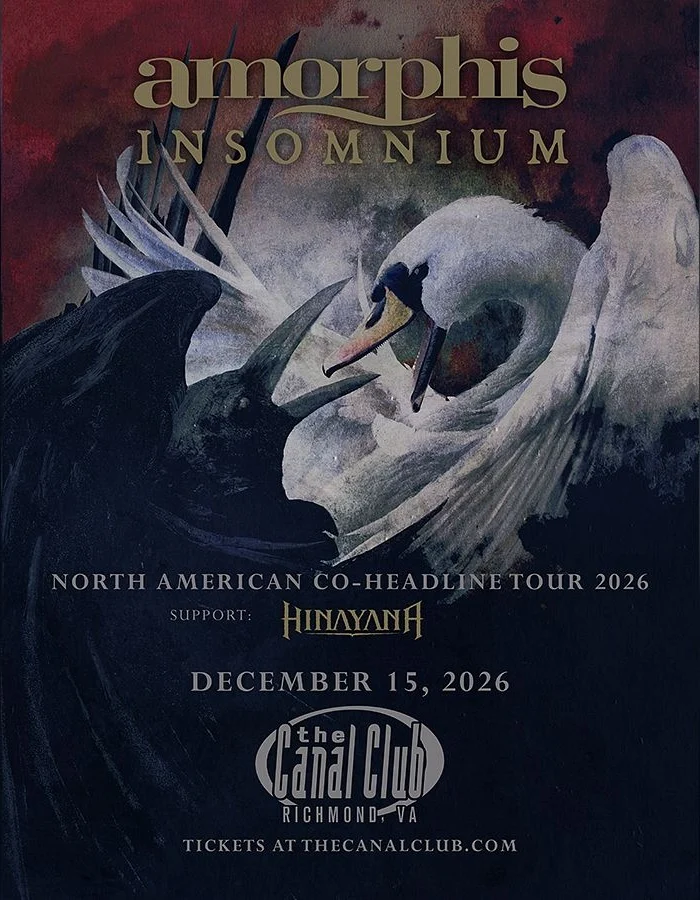 amorphis
INSOMNIUM
NORTH AMERICAN CO-HEADLINE TOUR 2026
SUPPORT: HINAYANA
DECEMBER 15, 2026
the
Canal Club
RICHMOND, VA
TICKETS AT THECANALCLUB.COM